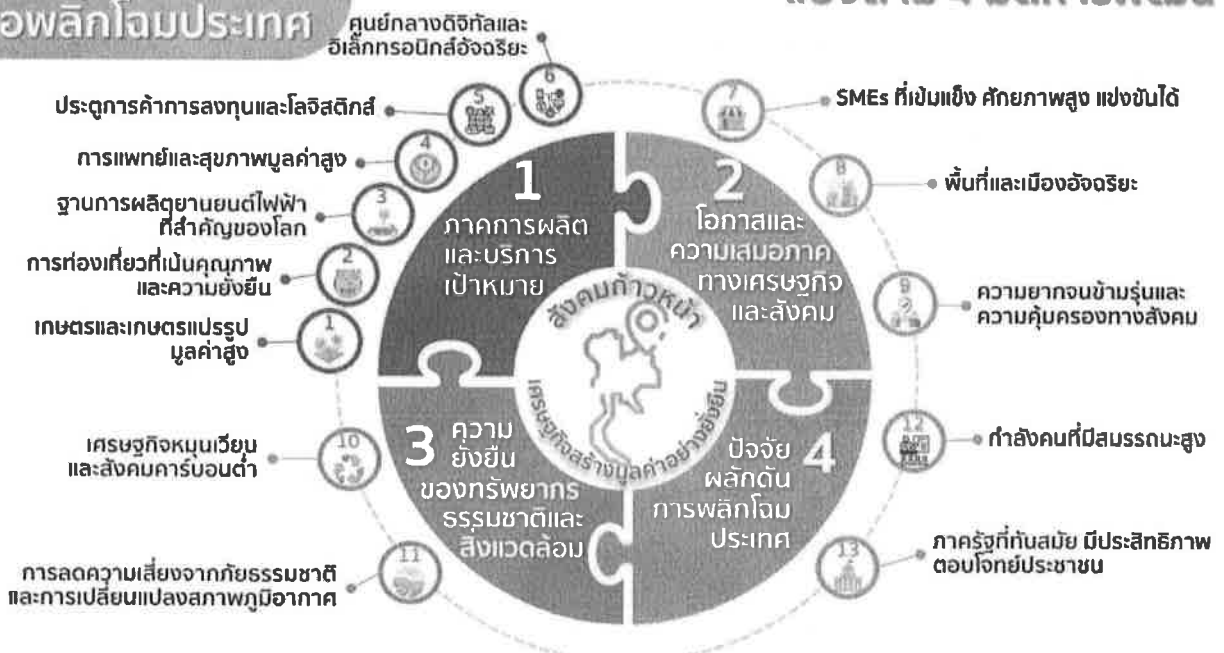 อพลิกโฉมประเทศ
ศูนย์กลางดิจิทัลและ
อิเล็กทรอนิกส์อัจฉริยะ
6
ประตูการค้าการลงทุนและโลจิสติกส์
5
การแพทย์และสุขภาพมูลค่าสูง
4
ฐานการผลิตยานยนต์ไฟฟ้า
ที่สำคัญของโลก
3
การท่องเที่ยวที่เน้นคุณภาพ
และความยั่งยืน
2
เกษตรและเกษตรแปรรูป
มูลค่าสูง
1
7
SMEs ที่เข้มแข็ง ศักยภาพสูง แข่งขันได้
8
พื้นที่และเมืองอัจฉริยะ
9
ความยากจนข้ามรุ่นและ
ความคุ้มครองทางสังคม
1
ภาคการผลิต
และบริการ
เป้าหมาย
2
โอกาสและ
ความเสมอภาค
ทางเศรษฐกิจ
และสังคม
สังคมก้าวหน้า
เศรษฐกิจสร้างมูลค่าอย่างยั่งยืน
3
ความ
ยั่งยืน
ของทรัพยากร
ธรรมชาติและ
สิ่งแวดล้อม
4
ปัจจัย
ผลักดัน
การพลิกโฉม
ประเทศ
10
เศรษฐกิจหมุนเวียน
และสังคมคาร์บอนต่ำ
11
การลดความเสี่ยงจากภัยธรรมชาติ
และการเปลี่ยนแปลงสภาพภูมิอากาศ
12
กำลังคนที่มีสมรรถนะสูง
13
ภาครัฐที่ทันสมัย มีประสิทธิภาพ
ตอบโจทย์ประชาชน